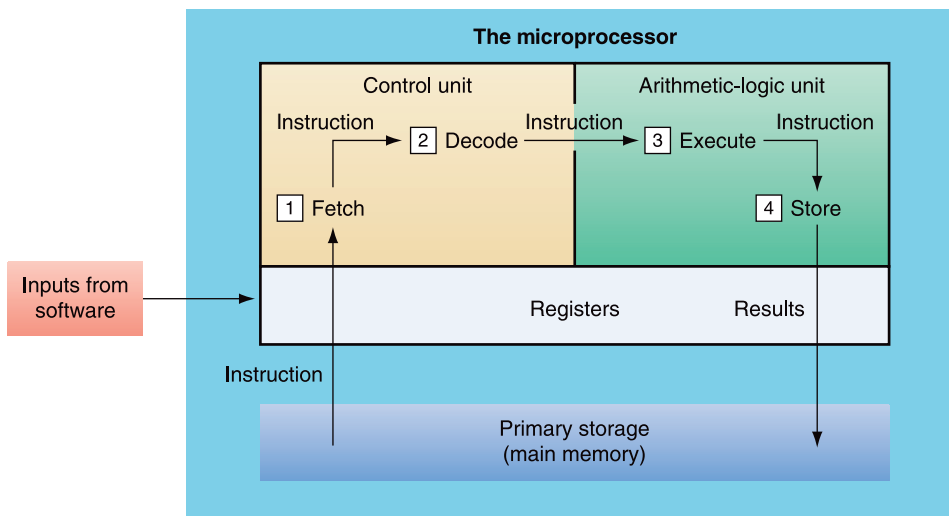 The microprocessor
Control unit
Arithmetic-logic unit
Instruction
Instruction
Instruction
2 Decode
3 Execute
1 Fetch
4 Store
Inputs from
software
Registers
Results
Instruction
Primary storage
(main memory)